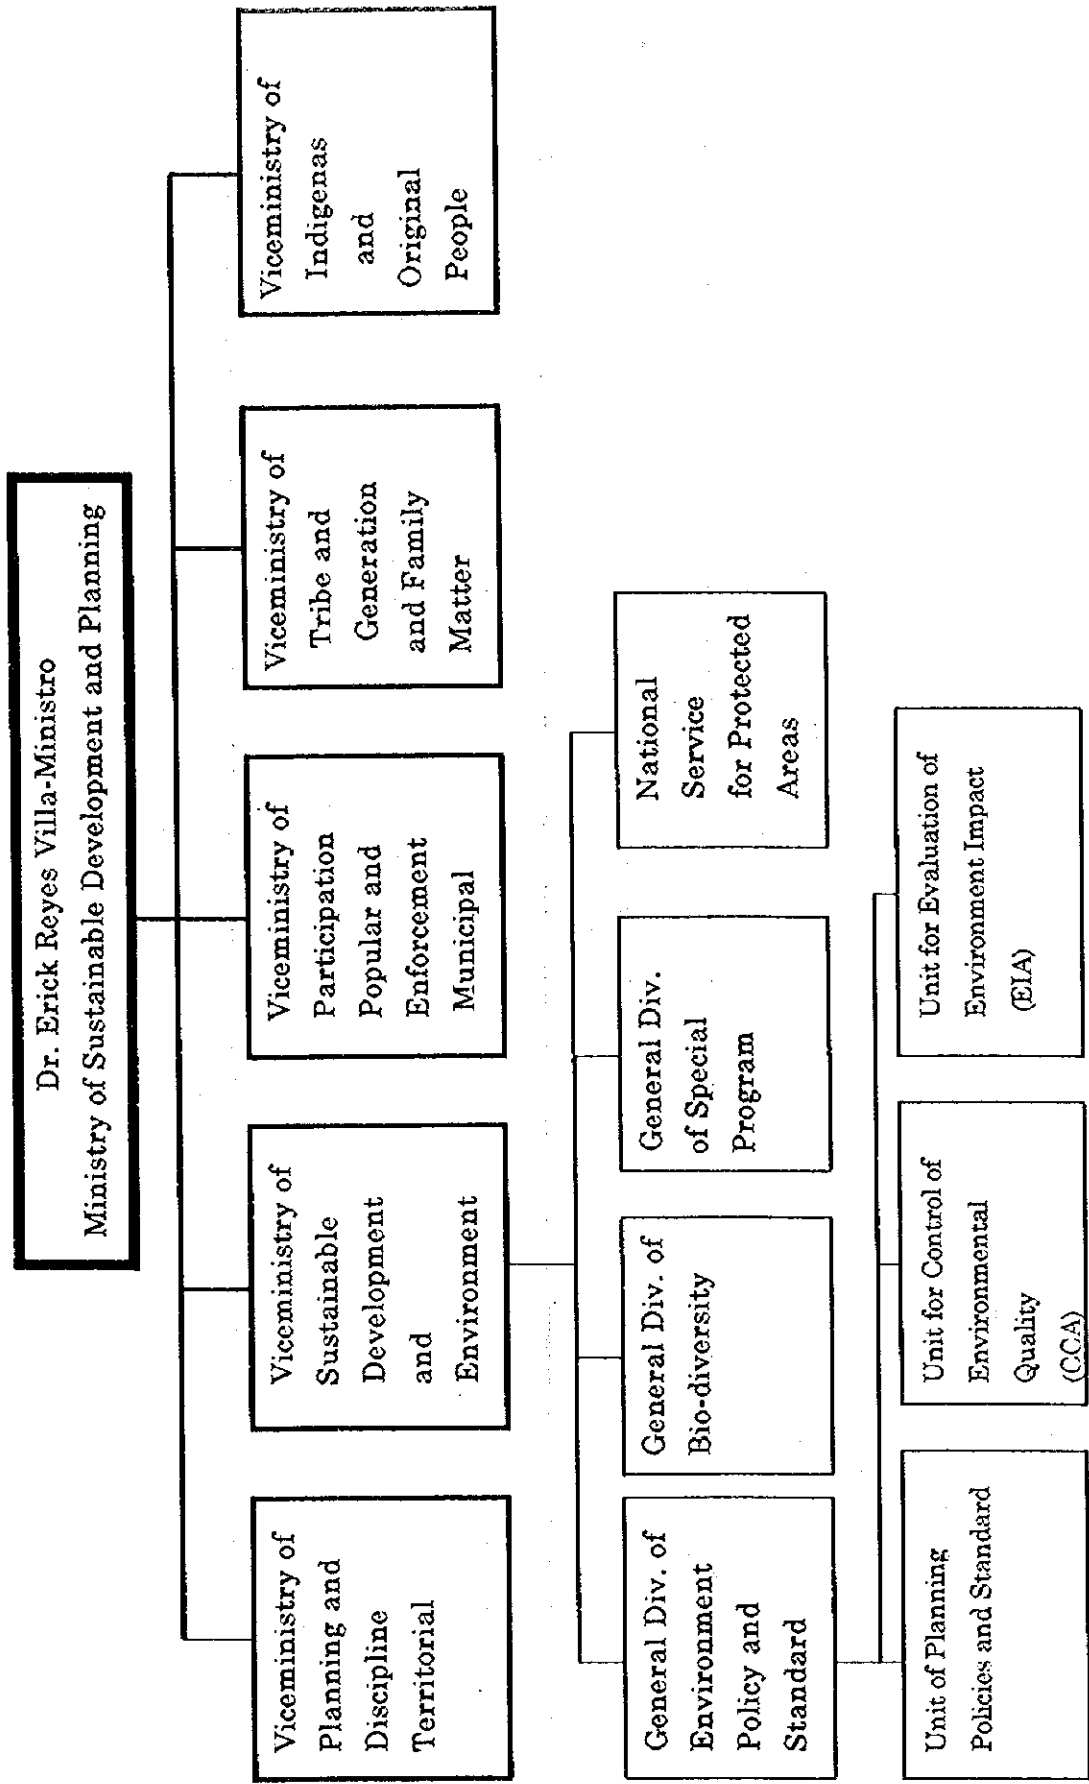 Dr. Erick Reyes Villa-Ministro
Ministry of Sustainable Development and Planning
Viceministry of
Planning and
Discipline
Territorial
Viceministry of
Sustainable
Development
and
Environment
Viceministry of
Participation
Popular and
Enforcement
Municipal
Viceministry of
Tribe and
Generation
and Family
Matter
Viceministry of
Indigenas
and
Original
People
General Div. of
Environment
Policy and
Standard
General Div. of
Bio-diversity
General Div.
of Special
Program
National
Service
for Protected
Areas
Unit of Planning
Policies and Standard
Unit for Control of
Environmental
Quality
(CCA)
Unit for Evaluation of
Environment Impact
(EIA)